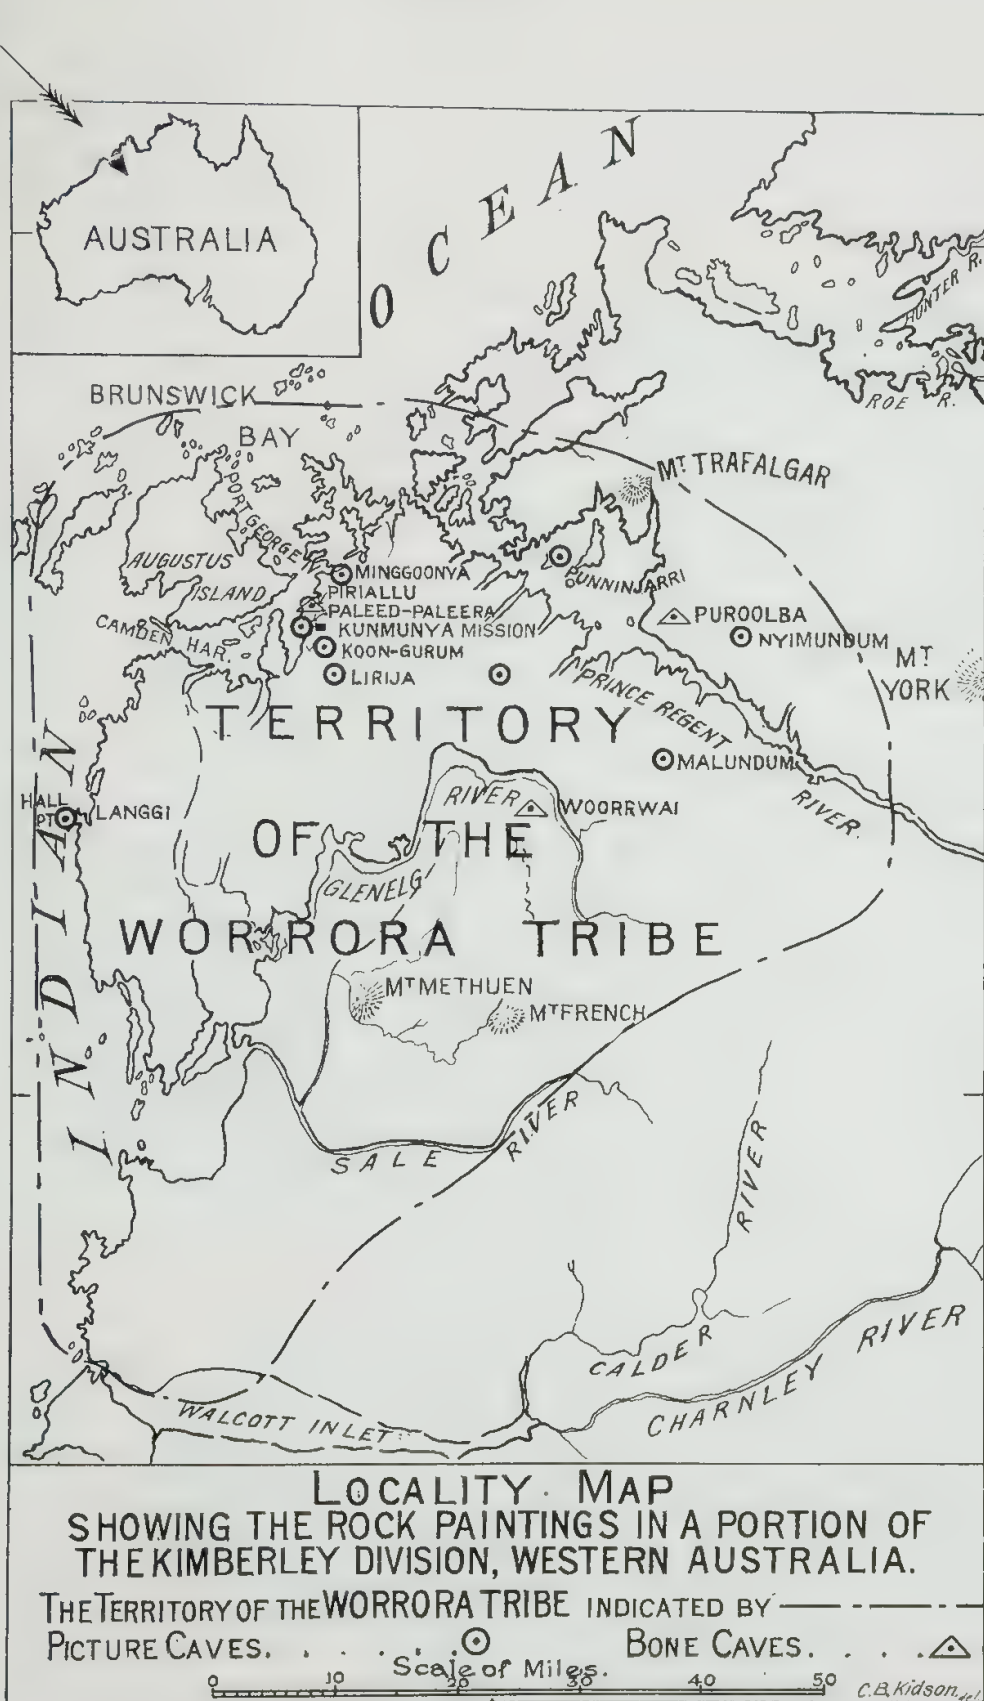 AUSTRALIA
OCEAN
HUNTER R.
ROE R.
BRUNSWICK
BAY
MT TRAFALGAR
PORT GEORGE IV
AUGUSTUS
ISLAND
MINGGOONYA
PUNNINJARRI
PIRIALLU
PALEED-PALEERA
CAMDEN HAR.
KUNMUNYA MISSION
PUROOLBA
NYIMUNDUM
KOON-GURUM
LIRIJA
MT
YORK
PRINCE REGENT
RIVER
MALUNDUM
TERRITORY
HALL
PT
LANGGI
RIVER
WOORRWAI
OF THE
GLENELG
WORRORA TRIBE
INDIAN
MT METHUEN
MT FRENCH
SALE
RIVER
RIVER
CALDER
CHARNLEY RIVER
WALCOTT INLET
LOCALITY MAP
SHOWING THE ROCK PAINTINGS IN A PORTION OF
THE KIMBERLEY DIVISION, WESTERN AUSTRALIA.
THE TERRITORY OF THE WORRORA TRIBE INDICATED BY
PICTURE CAVES. . . . . . BONE CAVES. . . . .
Scale of Miles.
0 10 20 30 40 50
C.B. Kidson, del.